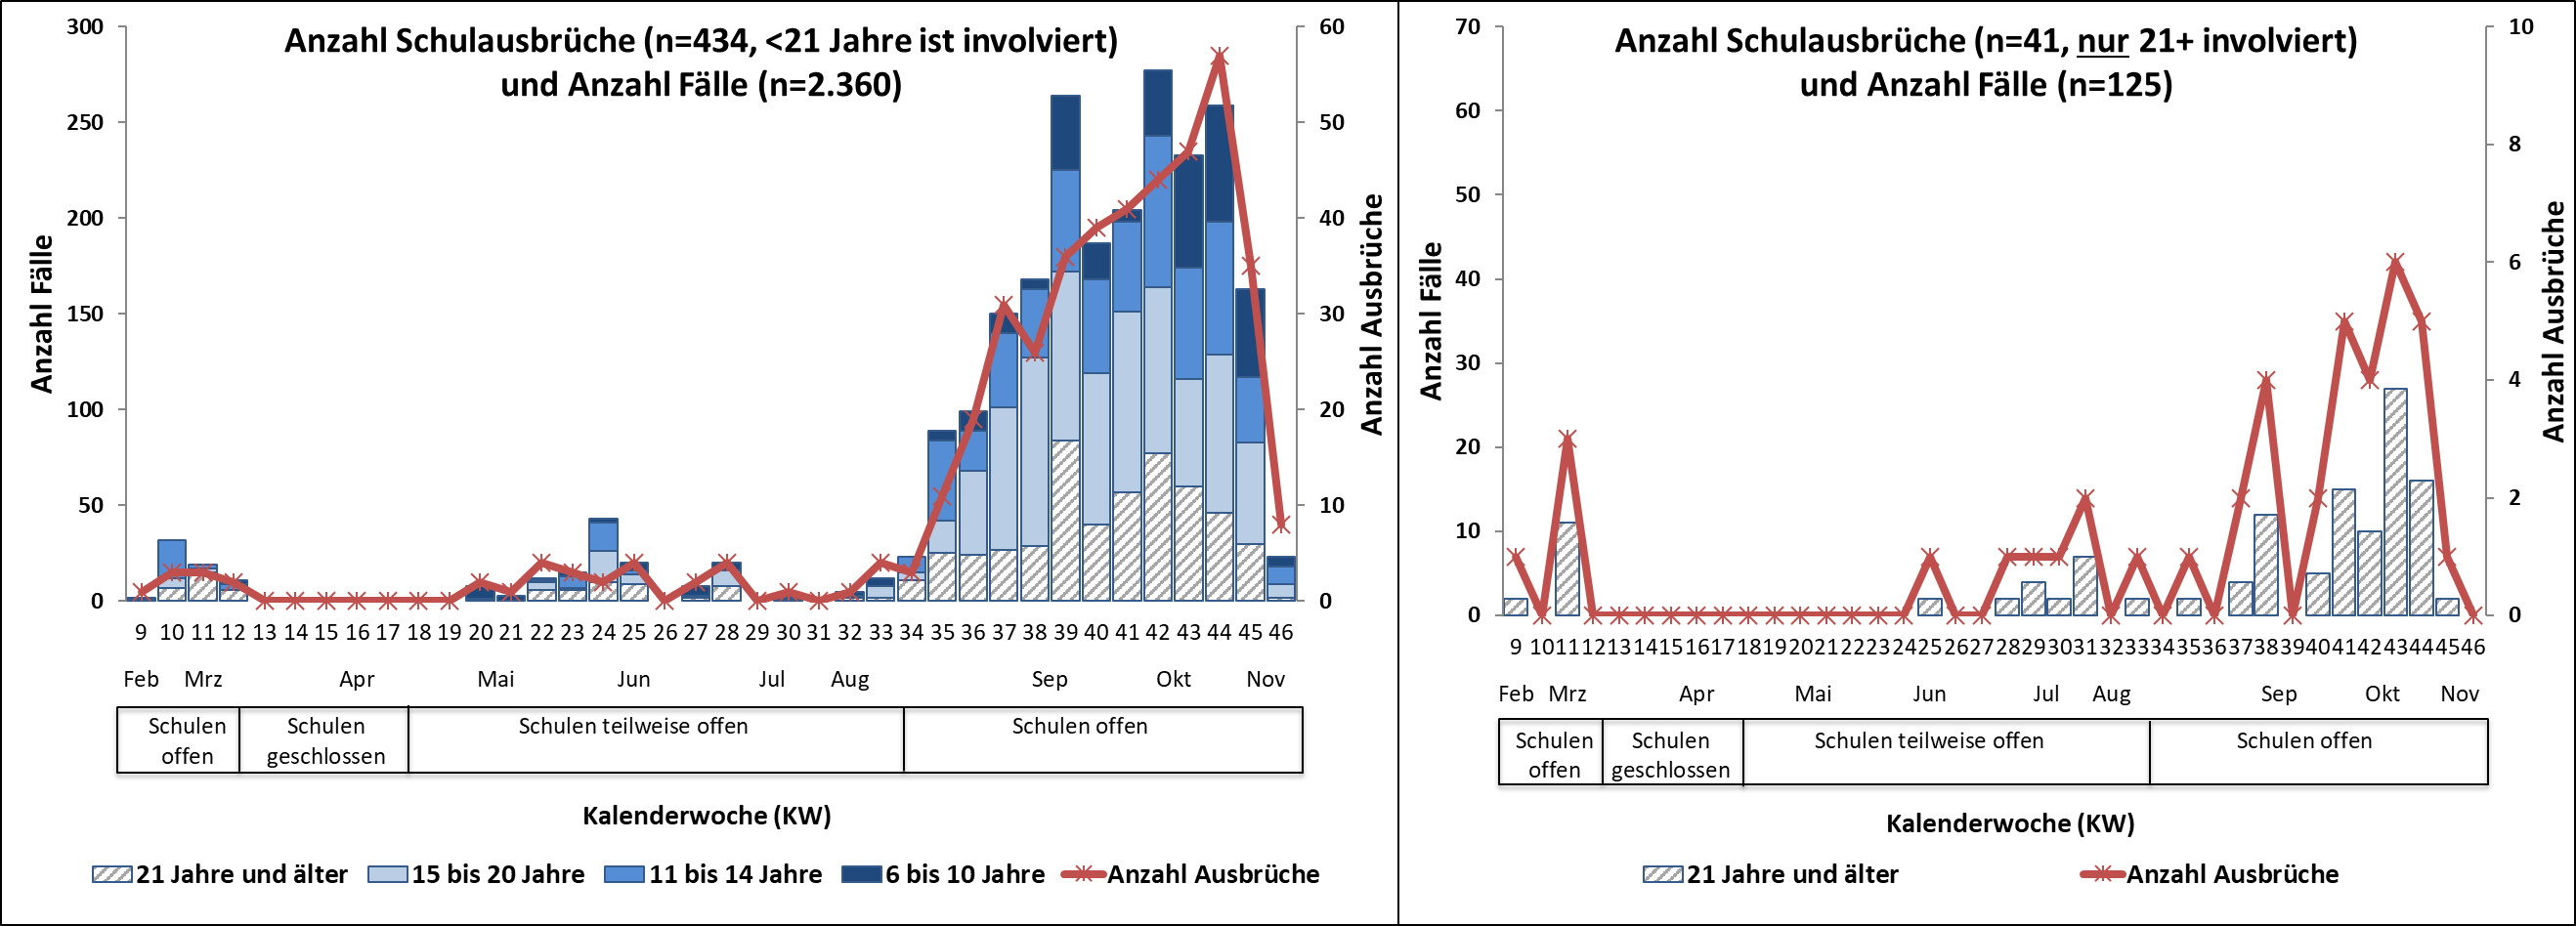 Anzahl Schulausbrüche (n=434, <21 Jahre ist involviert)
und Anzahl Fälle (n=2.360)
Anzahl Fälle
300
250
200
150
100
50
0
Anzahl Ausbrüche
60
50
40
30
20
10
0
9 10 11 12 13 14 15 16 17 18 19 20 21 22 23 24 25 26 27 28 29 30 31 32 33 34 35 36 37 38 39 40 41 42 43 44 45 46
Feb Mrz Apr Mai Jun Jul Aug Sep Okt Nov
Schulen
offen
Schulen
geschlossen
Schulen teilweise offen
Schulen offen
Kalenderwoche (KW)
21 Jahre und älter 15 bis 20 Jahre 11 bis 14 Jahre 6 bis 10 Jahre Anzahl Ausbrüche
Anzahl Schulausbrüche (n=41, nur 21+ involviert)
und Anzahl Fälle (n=125)
Anzahl Fälle
70
60
50
40
30
20
10
0
Anzahl Ausbrüche
10
8
6
4
2
0
9 10 11 12 13 14 15 16 17 18 19 20 21 22 23 24 25 26 27 28 29 30 31 32 33 34 35 36 37 38 39 40 41 42 43 44 45 46
Feb Mrz Apr Mai Jun Jul Aug Sep Okt Nov
Schulen
offen
Schulen
geschlossen
Schulen teilweise offen
Schulen offen
Kalenderwoche (KW)
21 Jahre und älter Anzahl Ausbrüche